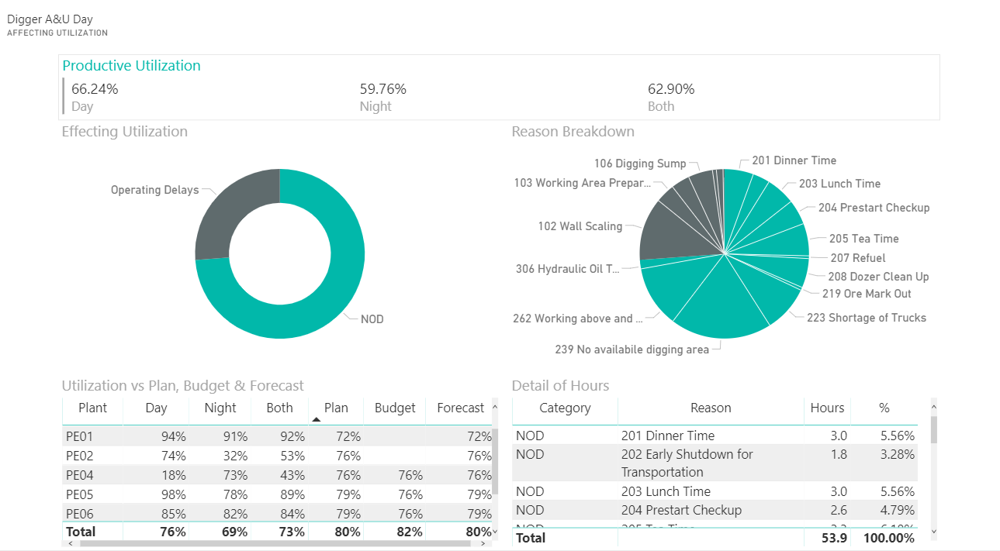 Digger A&U Day
AFFECTING UTILIZATION
Productive Utilization
66.24%
Day
59.76%
Night
62.90%
Both
Effecting Utilization
Operating Delays
NOD
Reason Breakdown
106 Digging Sump
201 Dinner Time
103 Working Area Prepar...
203 Lunch Time
204 Prestart Checkup
102 Wall Scaling
205 Tea Time
207 Refuel
306 Hydraulic Oil T...
208 Dozer Clean Up
219 Ore Mark Out
262 Working above and ...
223 Shortage of Trucks
239 No availabile digging area
Utilization vs Plan, Budget & Forecast
Plant Day Night Both Plan Budget Forecast
PE01 94% 91% 92% 72% 72%
PE02 74% 32% 53% 76% 76%
PE04 18% 73% 43% 76% 76% 76%
PE05 98% 78% 89% 79% 76% 79%
PE06 85% 82% 84% 79% 76% 79%
Total 76% 69% 73% 80% 82% 80%
Detail of Hours
Category Reason Hours %
NOD 201 Dinner Time 3.0 5.56%
NOD 202 Early Shutdown for 1.8 3.28%
Transportation
NOD 203 Lunch Time 3.0 5.56%
NOD 204 Prestart Checkup 2.6 4.79%
NOD 205 Tea Time
Total 53.9 100.00%